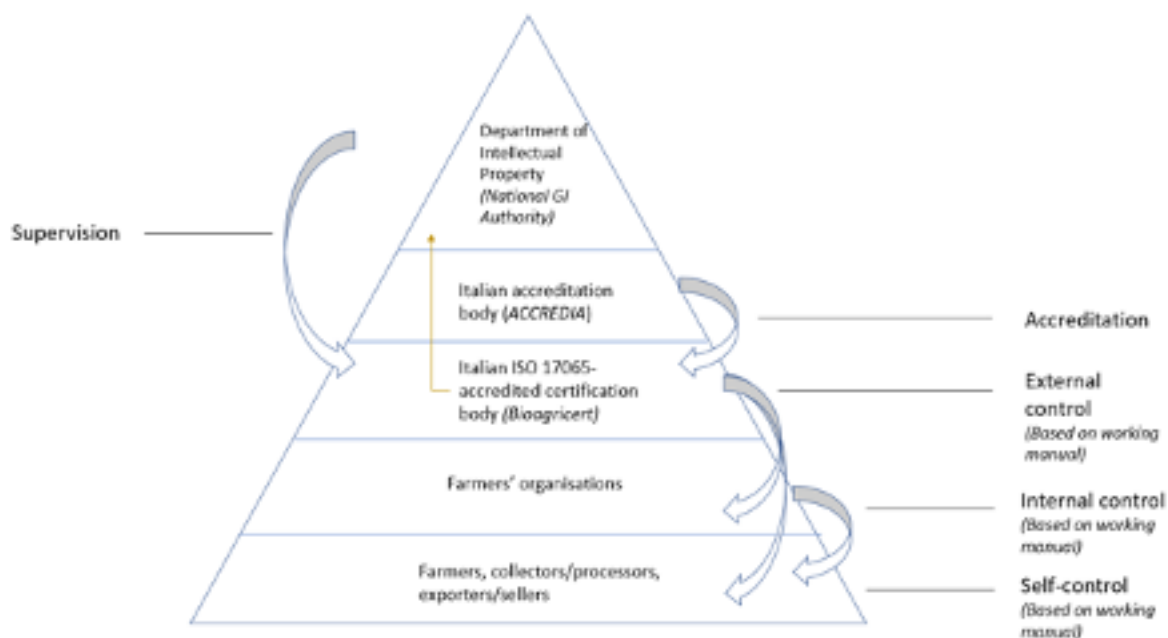 Department of
Intellectual
Property
(National GI
Authority)
Supervision
Italian accreditation
body (ACCREDIA)
Accreditation
Italian ISO 17065-
accredited certification
body (Bioagricert)
External
control
(Based on working
manual)
Farmers' organisations
Internal control
(Based on working
manual)
Farmers, collectors/processors,
exporters/sellers
Self-control
(Based on working
manual)